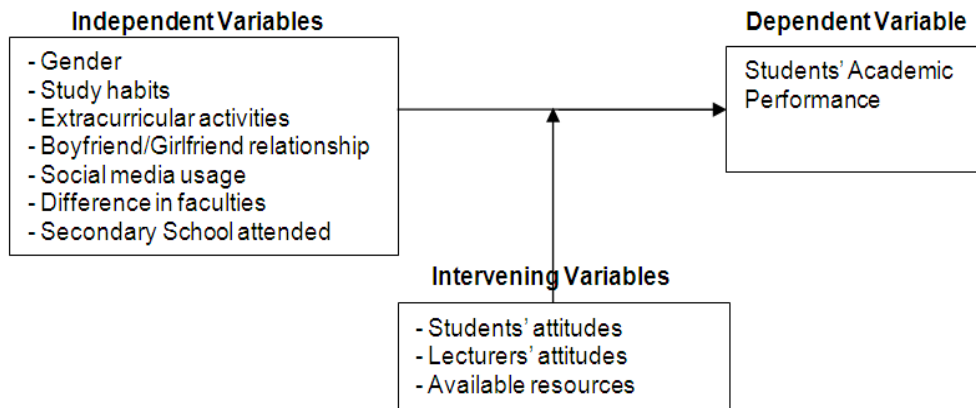 Independent Variables
- Gender
- Study habits
- Extracurricular activities
- Boyfriend/Girlfriend relationship
- Social media usage
- Difference in faculties
- Secondary School attended
Dependent Variable
Students’ Academic
Performance
Intervening Variables
- Students’ attitudes
- Lecturers’ attitudes
- Available resources